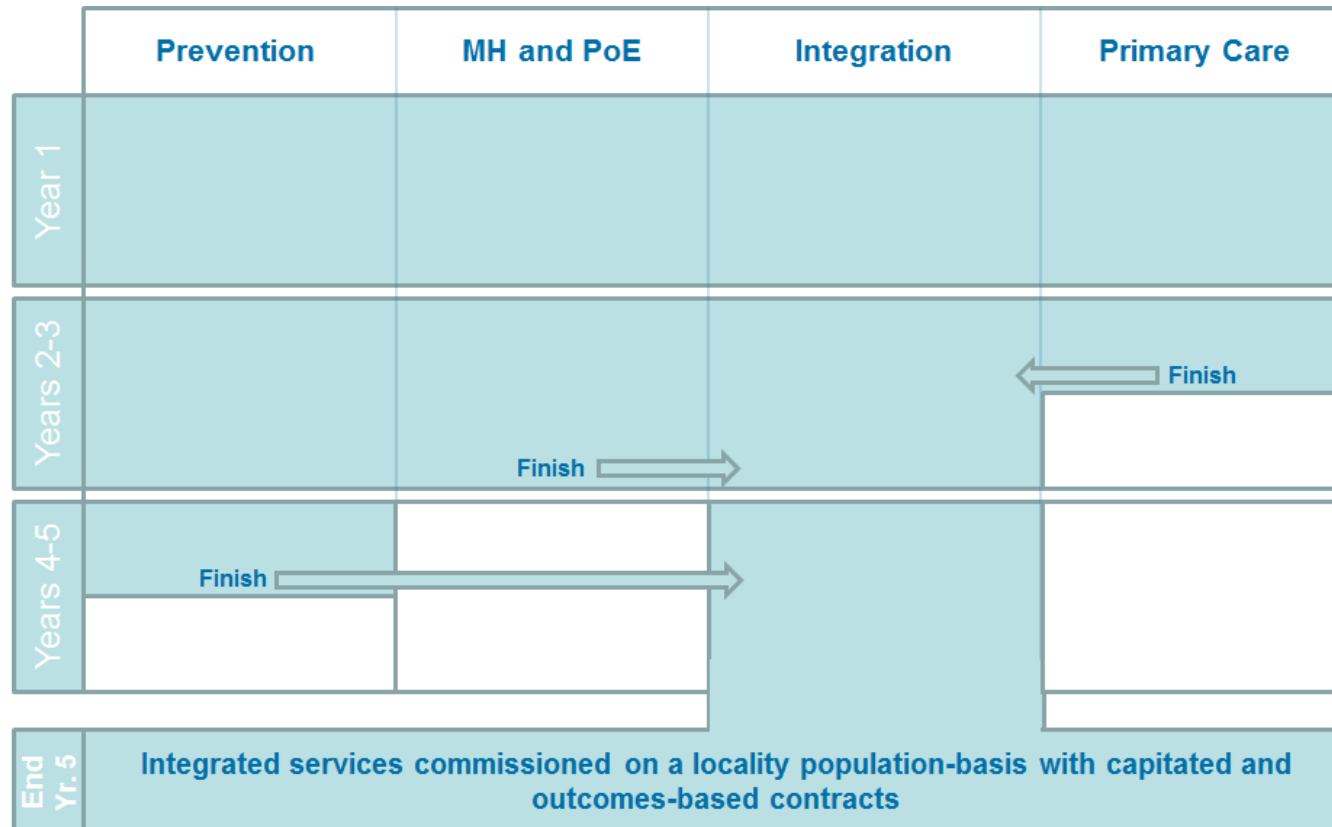 Prevention
MH and PoE
Integration
Primary Care
Year 1
Years 2-3
Finish
Finish
Years 4-5
Finish
End
Yr. 5
Integrated services commissioned on a locality population-basis with capitated and
outcomes-based contracts